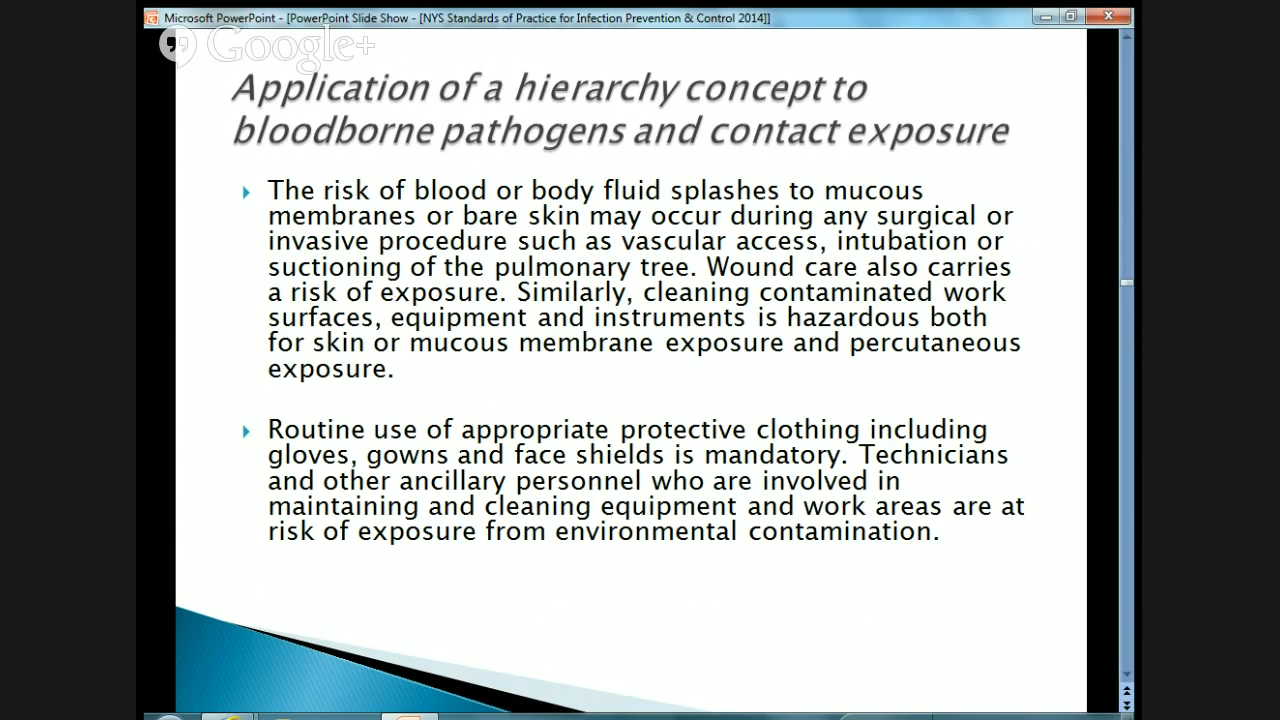 Microsoft PowerPoint - [PowerPoint Slide Show - [NYS Standards of Practice for Infection Prevention & Control 2014]]
Google+
Application of a hierarchy concept to
bloodborne pathogens and contact exposure
The risk of blood or body fluid splashes to mucous
membranes or bare skin may occur during any surgical or
invasive procedure such as vascular access, intubation or
suctioning of the pulmonary tree. Wound care also carries
a risk of exposure. Similarly, cleaning contaminated work
surfaces, equipment and instruments is hazardous both
for skin or mucous membrane exposure and percutaneous
exposure.
Routine use of appropriate protective clothing including
gloves, gowns and face shields is mandatory. Technicians
and other ancillary personnel who are involved in
maintaining and cleaning equipment and work areas are at
risk of exposure from environmental contamination.